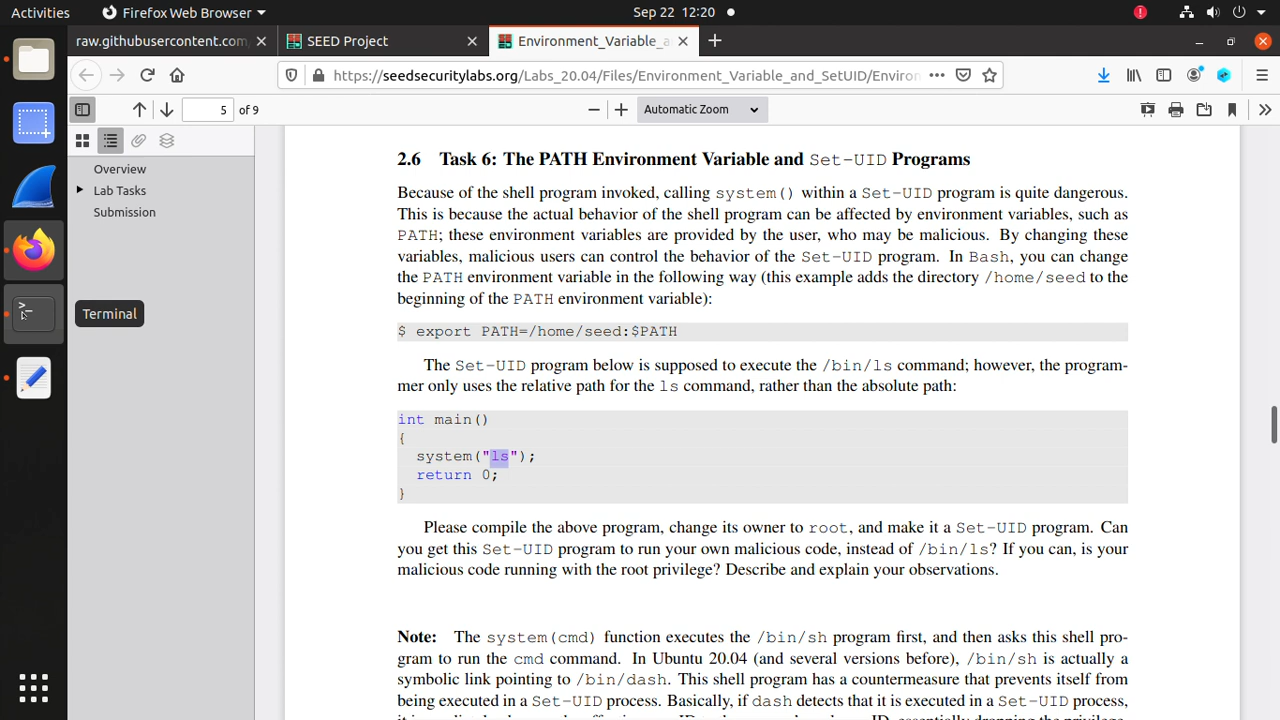 Activities
Firefox Web Browser
Sep 22 12:20
raw.githubusercontent.com
SEED Project
Environment_Variable_a
https://seedsecuritylabs.org/Labs_20.04/Files/Environment_Variable_and_SetUID/Environ
5 of 9
Automatic Zoom
Overview
Lab Tasks
Submission
Terminal
2.6 Task 6: The PATH Environment Variable and Set-UID Programs
Because of the shell program invoked, calling system() within a Set-UID program is quite dangerous.
This is because the actual behavior of the shell program can be affected by environment variables, such as
PATH; these environment variables are provided by the user, who may be malicious. By changing these
variables, malicious users can control the behavior of the Set-UID program. In Bash, you can change
the PATH environment variable in the following way (this example adds the directory /home/seed to the
beginning of the PATH environment variable):
$ export PATH=/home/seed:$PATH
The Set-UID program below is supposed to execute the /bin/ls command; however, the program-
mer only uses the relative path for the ls command, rather than the absolute path:
int main()
{
system("ls");
return 0;
}
Please compile the above program, change its owner to root, and make it a Set-UID program. Can
you get this Set-UID program to run your own malicious code, instead of /bin/ls? If you can, is your
malicious code running with the root privilege? Describe and explain your observations.
Note: The system(cmd) function executes the /bin/sh program first, and then asks this shell pro-
gram to run the cmd command. In Ubuntu 20.04 (and several versions before), /bin/sh is actually a
symbolic link pointing to /bin/dash. This shell program has a countermeasure that prevents itself from
being executed in a Set-UID process. Basically, if dash detects that it is executed in a Set-UID process,